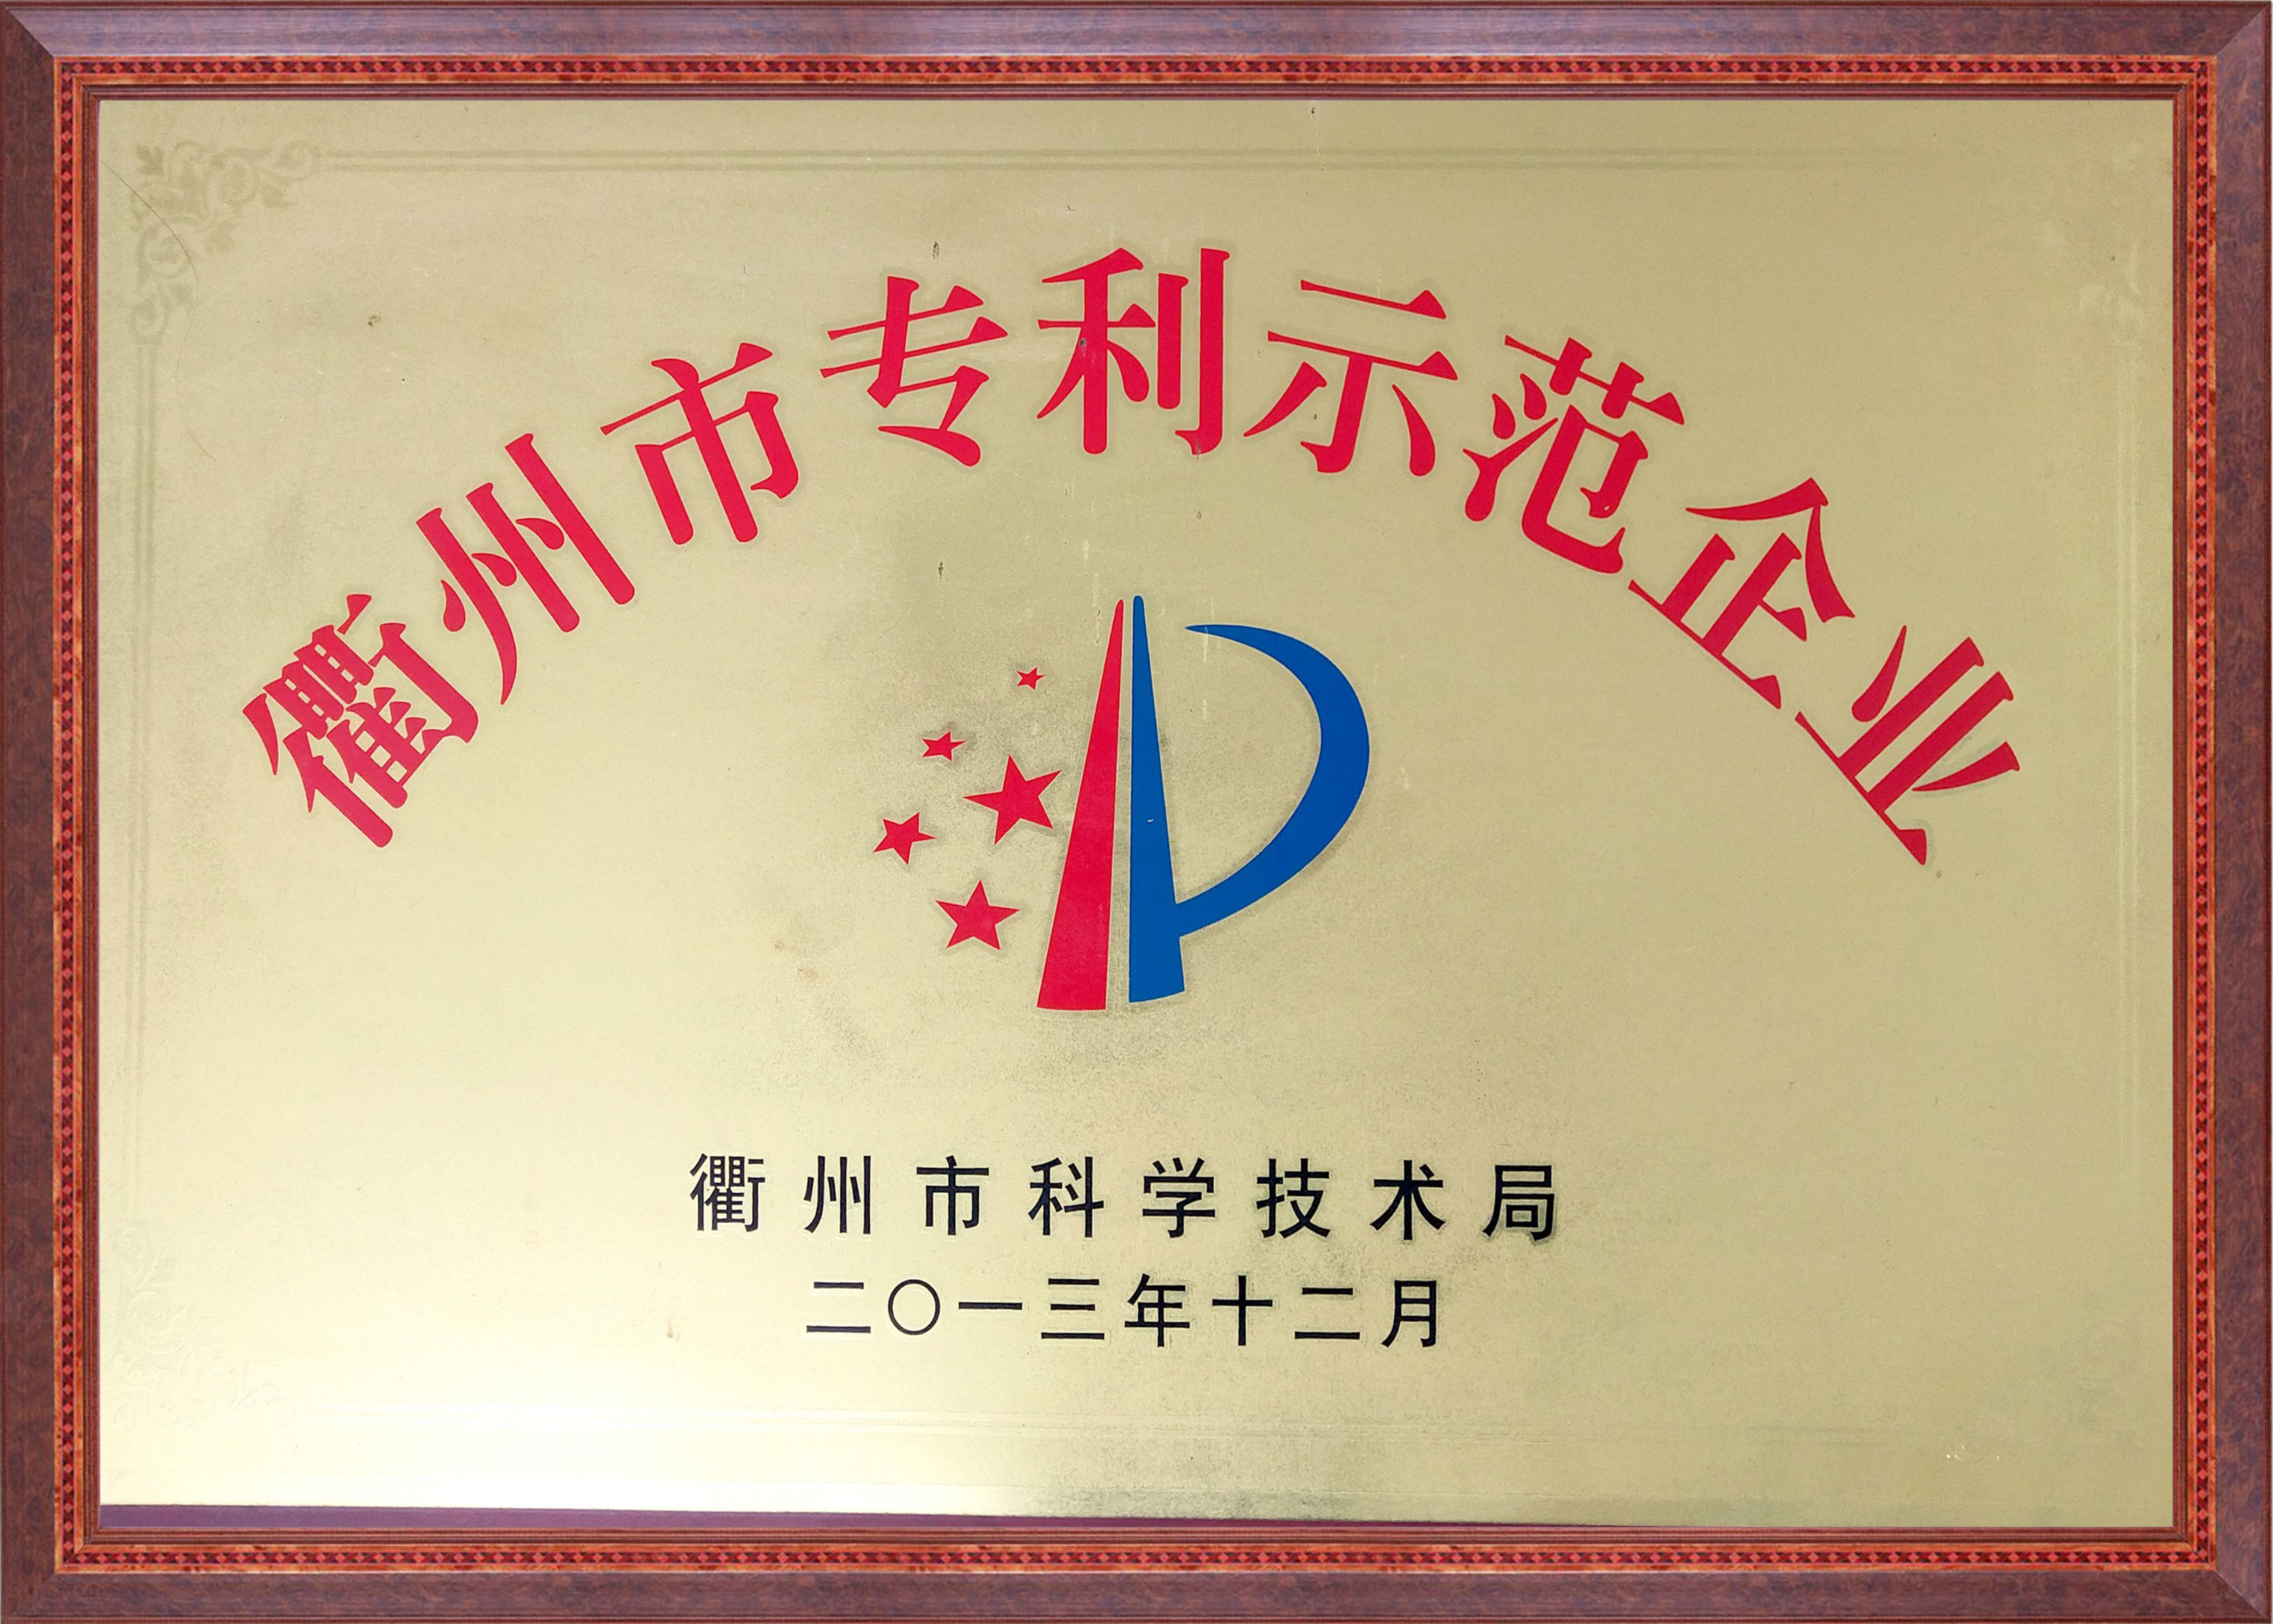 衢州市专利示范企业
衢州市科学技术局
二〇一三年十二月